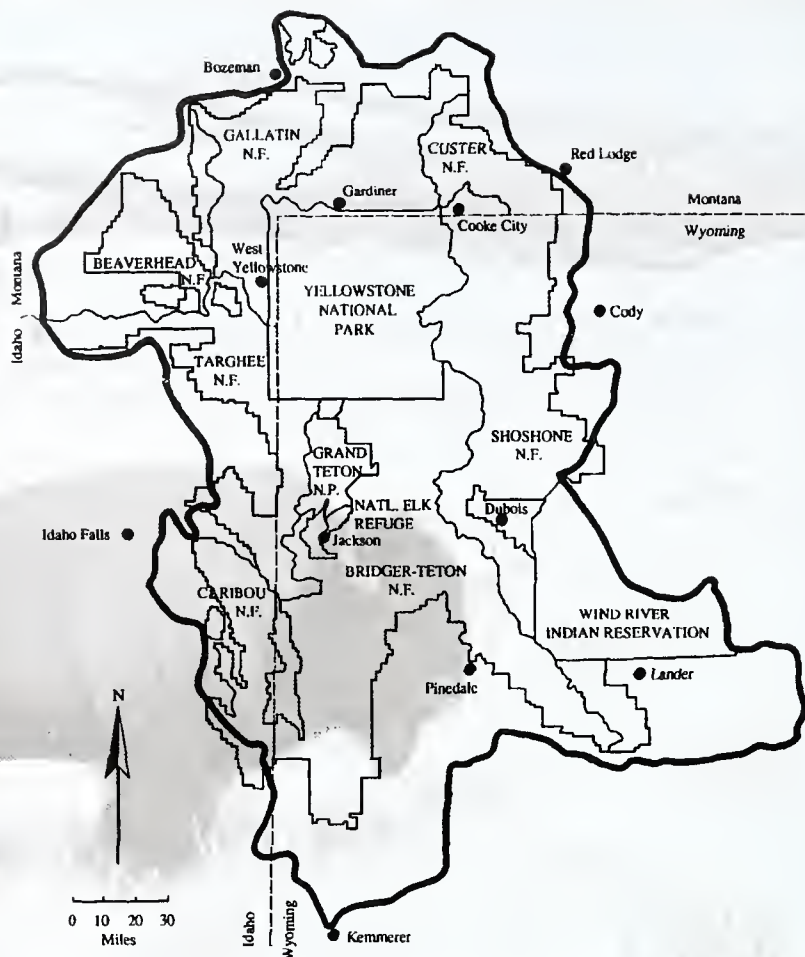 Bozeman
GALLATIN
N.F.
CUSTER
N.F.
Red Lodge
Gardiner
Cooke City
Montana
Wyoming
West
Yellowstone
BEAVERHEAD
N.F.
YELLOWSTONE
NATIONAL
PARK
Cody
Idaho
Montana
TARGHEE
N.F.
SHOSHONE
N.F.
GRAND
TETON
N.P.
NATL. ELK
REFUGE
Dubois
Idaho Falls
Jackson
BRIDGER-TETON
N.F.
CARIBOU
N.F.
WIND RIVER
INDIAN RESERVATION
Pinedale
Lander
N
0 10 20 30
Miles
Idaho
Wyoming
Kemmerer